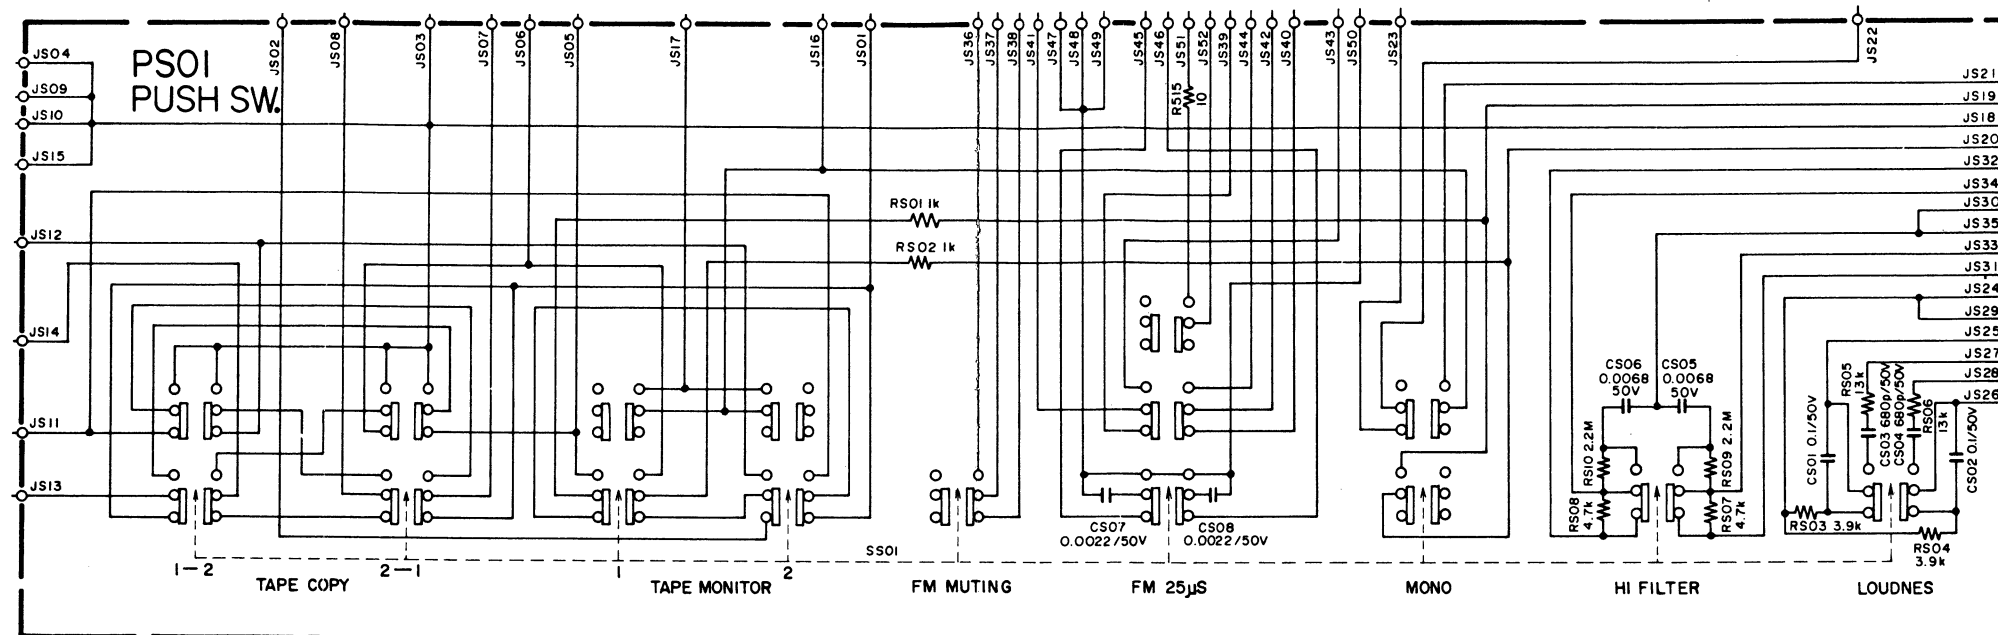 PS01
PUSH SW.
JS04
JS09
JS10
JS15
JS12
JS14
JS11
JS13
JS02
JS08
JS03
JS07
JS06
JS05
JS17
JS16
JS01
JS36
JS37
JS38
JS41
JS47
JS48
JS49
JS45
JS46
JS51
JS52
JS39
JS44
JS42
JS40
JS43
JS50
JS23
JS22
JS21
JS19
JS18
JS20
JS32
JS34
JS30
JS35
JS33
JS31
JS24
JS29
JS25
JS27
JS28
JS26
R515
10
RS01 1k
RS02 1k
CS06
0.0068
50V
CS05
0.0068
50V
RS10 2.2M
RS09 2.2M
RS08
4.7k
RS07
4.7k
RS05
13k
CS03 680p/50V
CS04 680p/50V
RS06
13k
CS01 0.1/50V
CS02 0.1/50V
RS03 3.9k
RS04
3.9k
CS07
0.0022/50V
CS08
0.0022/50V
SS01
1-2
2-1
1
2
TAPE COPY
TAPE MONITOR
FM MUTING
FM 25µS
MONO
HI FILTER
LOUDNES